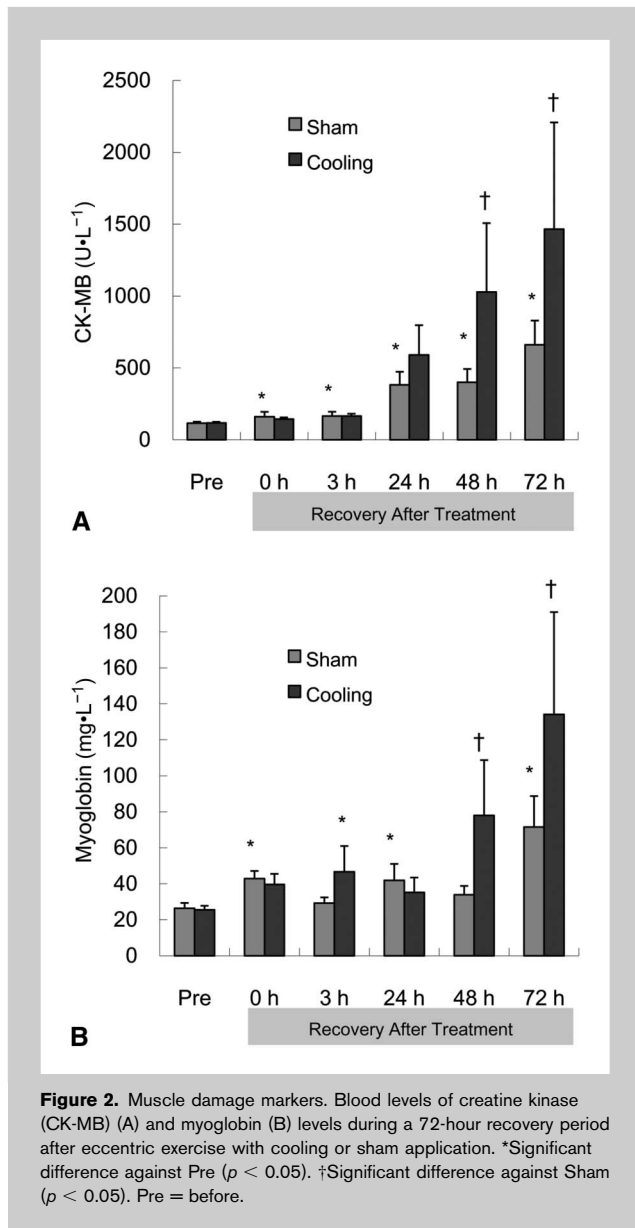 2500
2000
1500
1000
500
0
CK-MB (U•L⁻¹)
Sham
Cooling
*
*
*
*
†
*
†
Pre 0 h 3 h 24 h 48 h 72 h
Recovery After Treatment
A
200
180
160
140
120
100
80
60
40
20
0
Myoglobin (mg•L⁻¹)
Sham
Cooling
*
*
*
†
*
†
Pre 0 h 3 h 24 h 48 h 72 h
Recovery After Treatment
B
Figure 2. Muscle damage markers. Blood levels of creatine kinase
(CK-MB) (A) and myoglobin (B) levels during a 72-hour recovery period
after eccentric exercise with cooling or sham application. *Significant
difference against Pre (p < 0.05). †Significant difference against Sham
(p < 0.05). Pre = before.